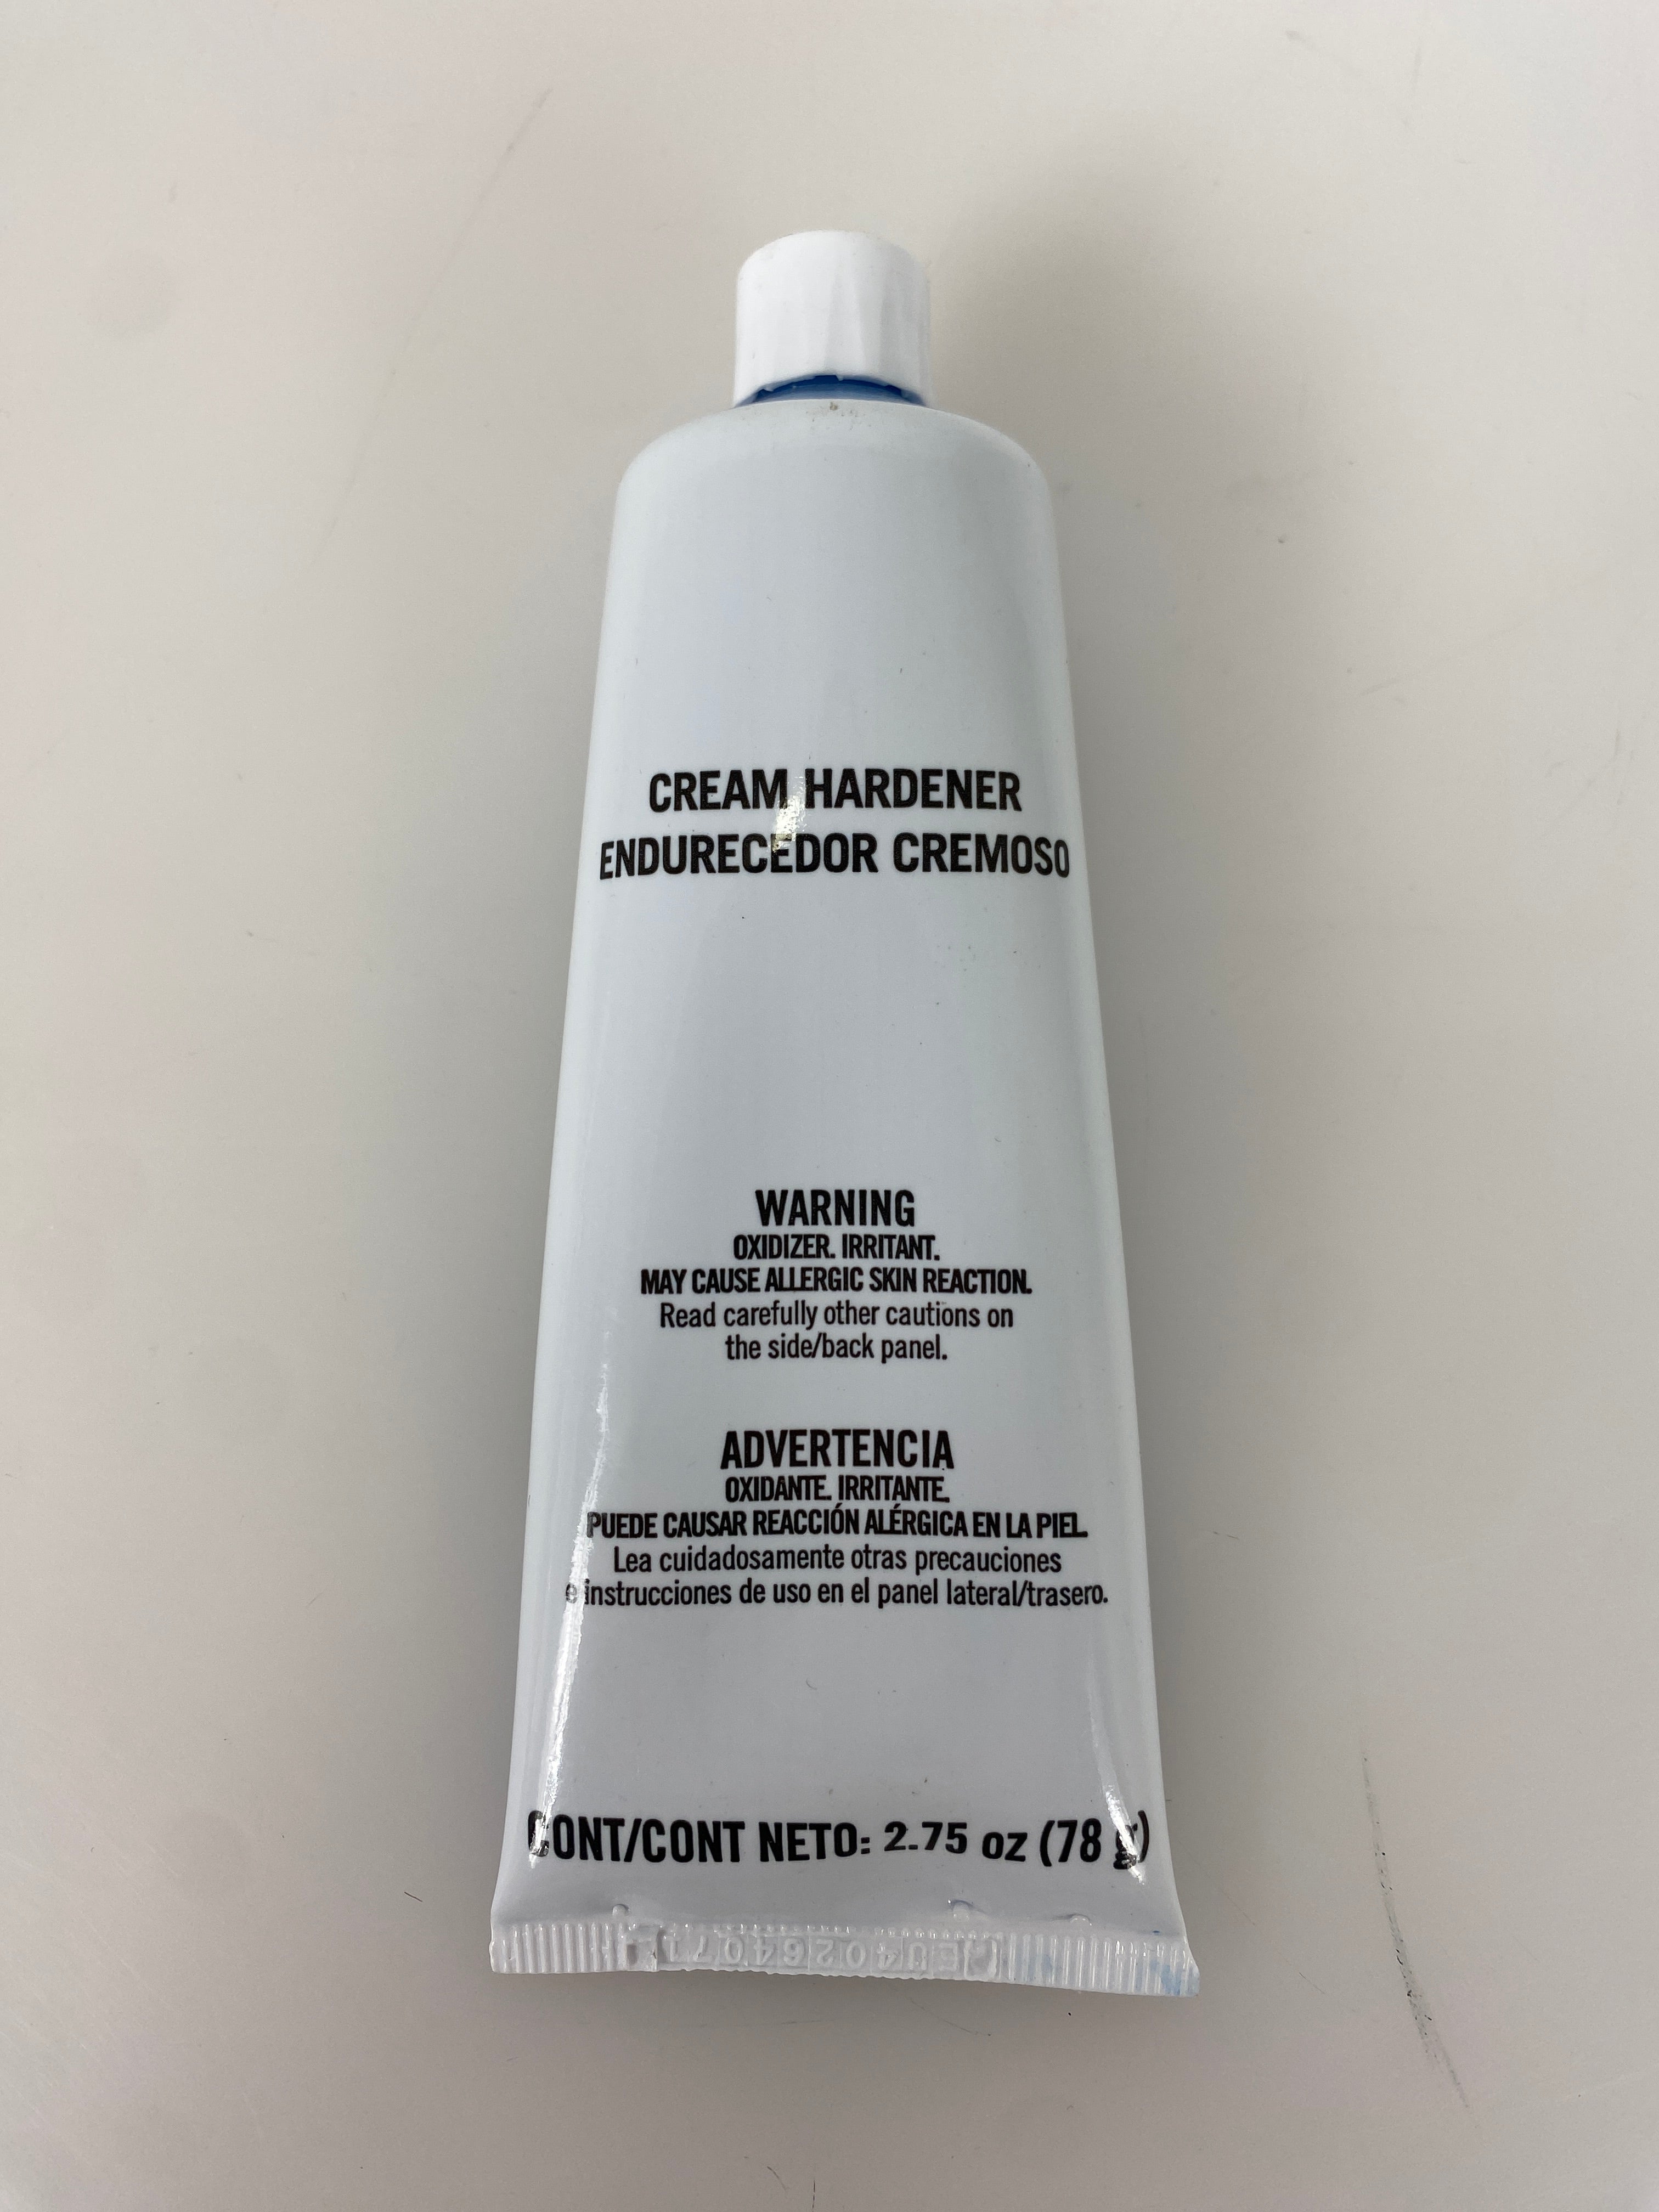 CREAM HARDENER
ENDURECEDOR CREMOSO
WARNING
OXIDIZER. IRRITANT.
MAY CAUSE ALLERGIC SKIN REACTION.
Read carefully other cautions on
the side/back panel.
ADVERTENCIA
OXIDANTE. IRRITANTE.
PUEDE CAUSAR REACCIÓN ALÉRGICA EN LA PIEL.
Lea cuidadosamente otras precauciones
e instrucciones de uso en el panel lateral/trasero.
CONT/CONT NETO: 2.75 oz (78 g)